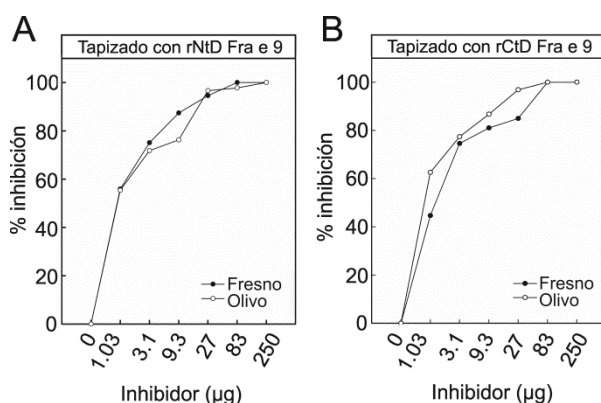 A
Tapizado con rNtD Fra e 9
100
80
60
40
20
0
% inhibición
Fresno
Olivo
0
1.03
3.1
9.3
27
83
250
Inhibidor (µg)
B
Tapizado con rCtD Fra e 9
100
80
60
40
20
0
% inhibición
Fresno
Olivo
0
1.03
3.1
9.3
27
83
250
Inhibidor (µg)